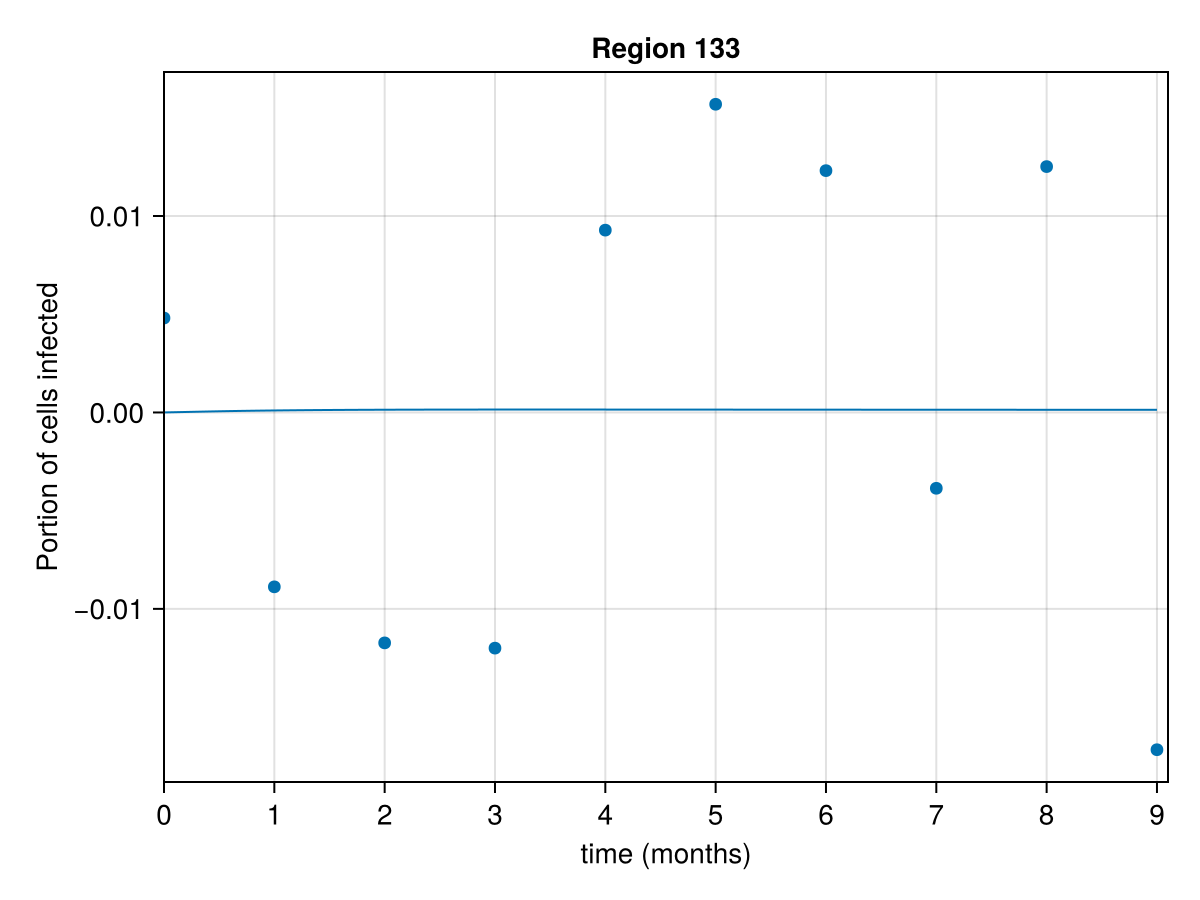 Region 133
Portion of cells infected
0.01
0.00
−0.01
0 1 2 3 4 5 6 7 8 9
time (months)